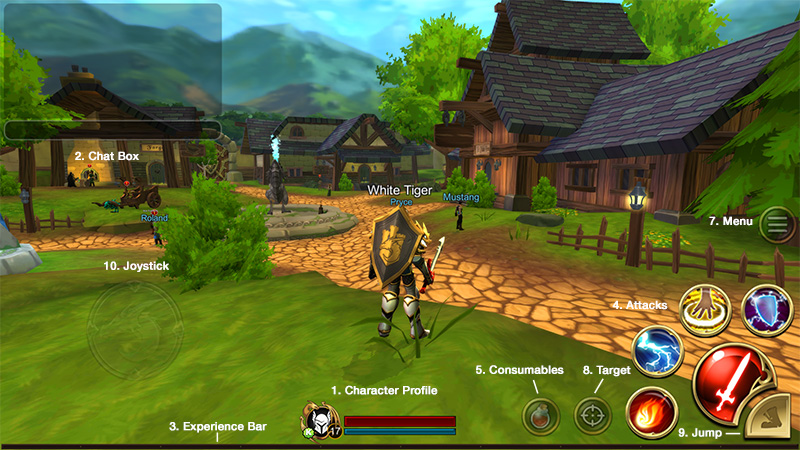 2. Chat Box
White Tiger
Pryce
Mustang
Roland
7. Menu
10. Joystick
4. Attacks
5. Consumables
8. Target
1. Character Profile
17
3. Experience Bar
9. Jump